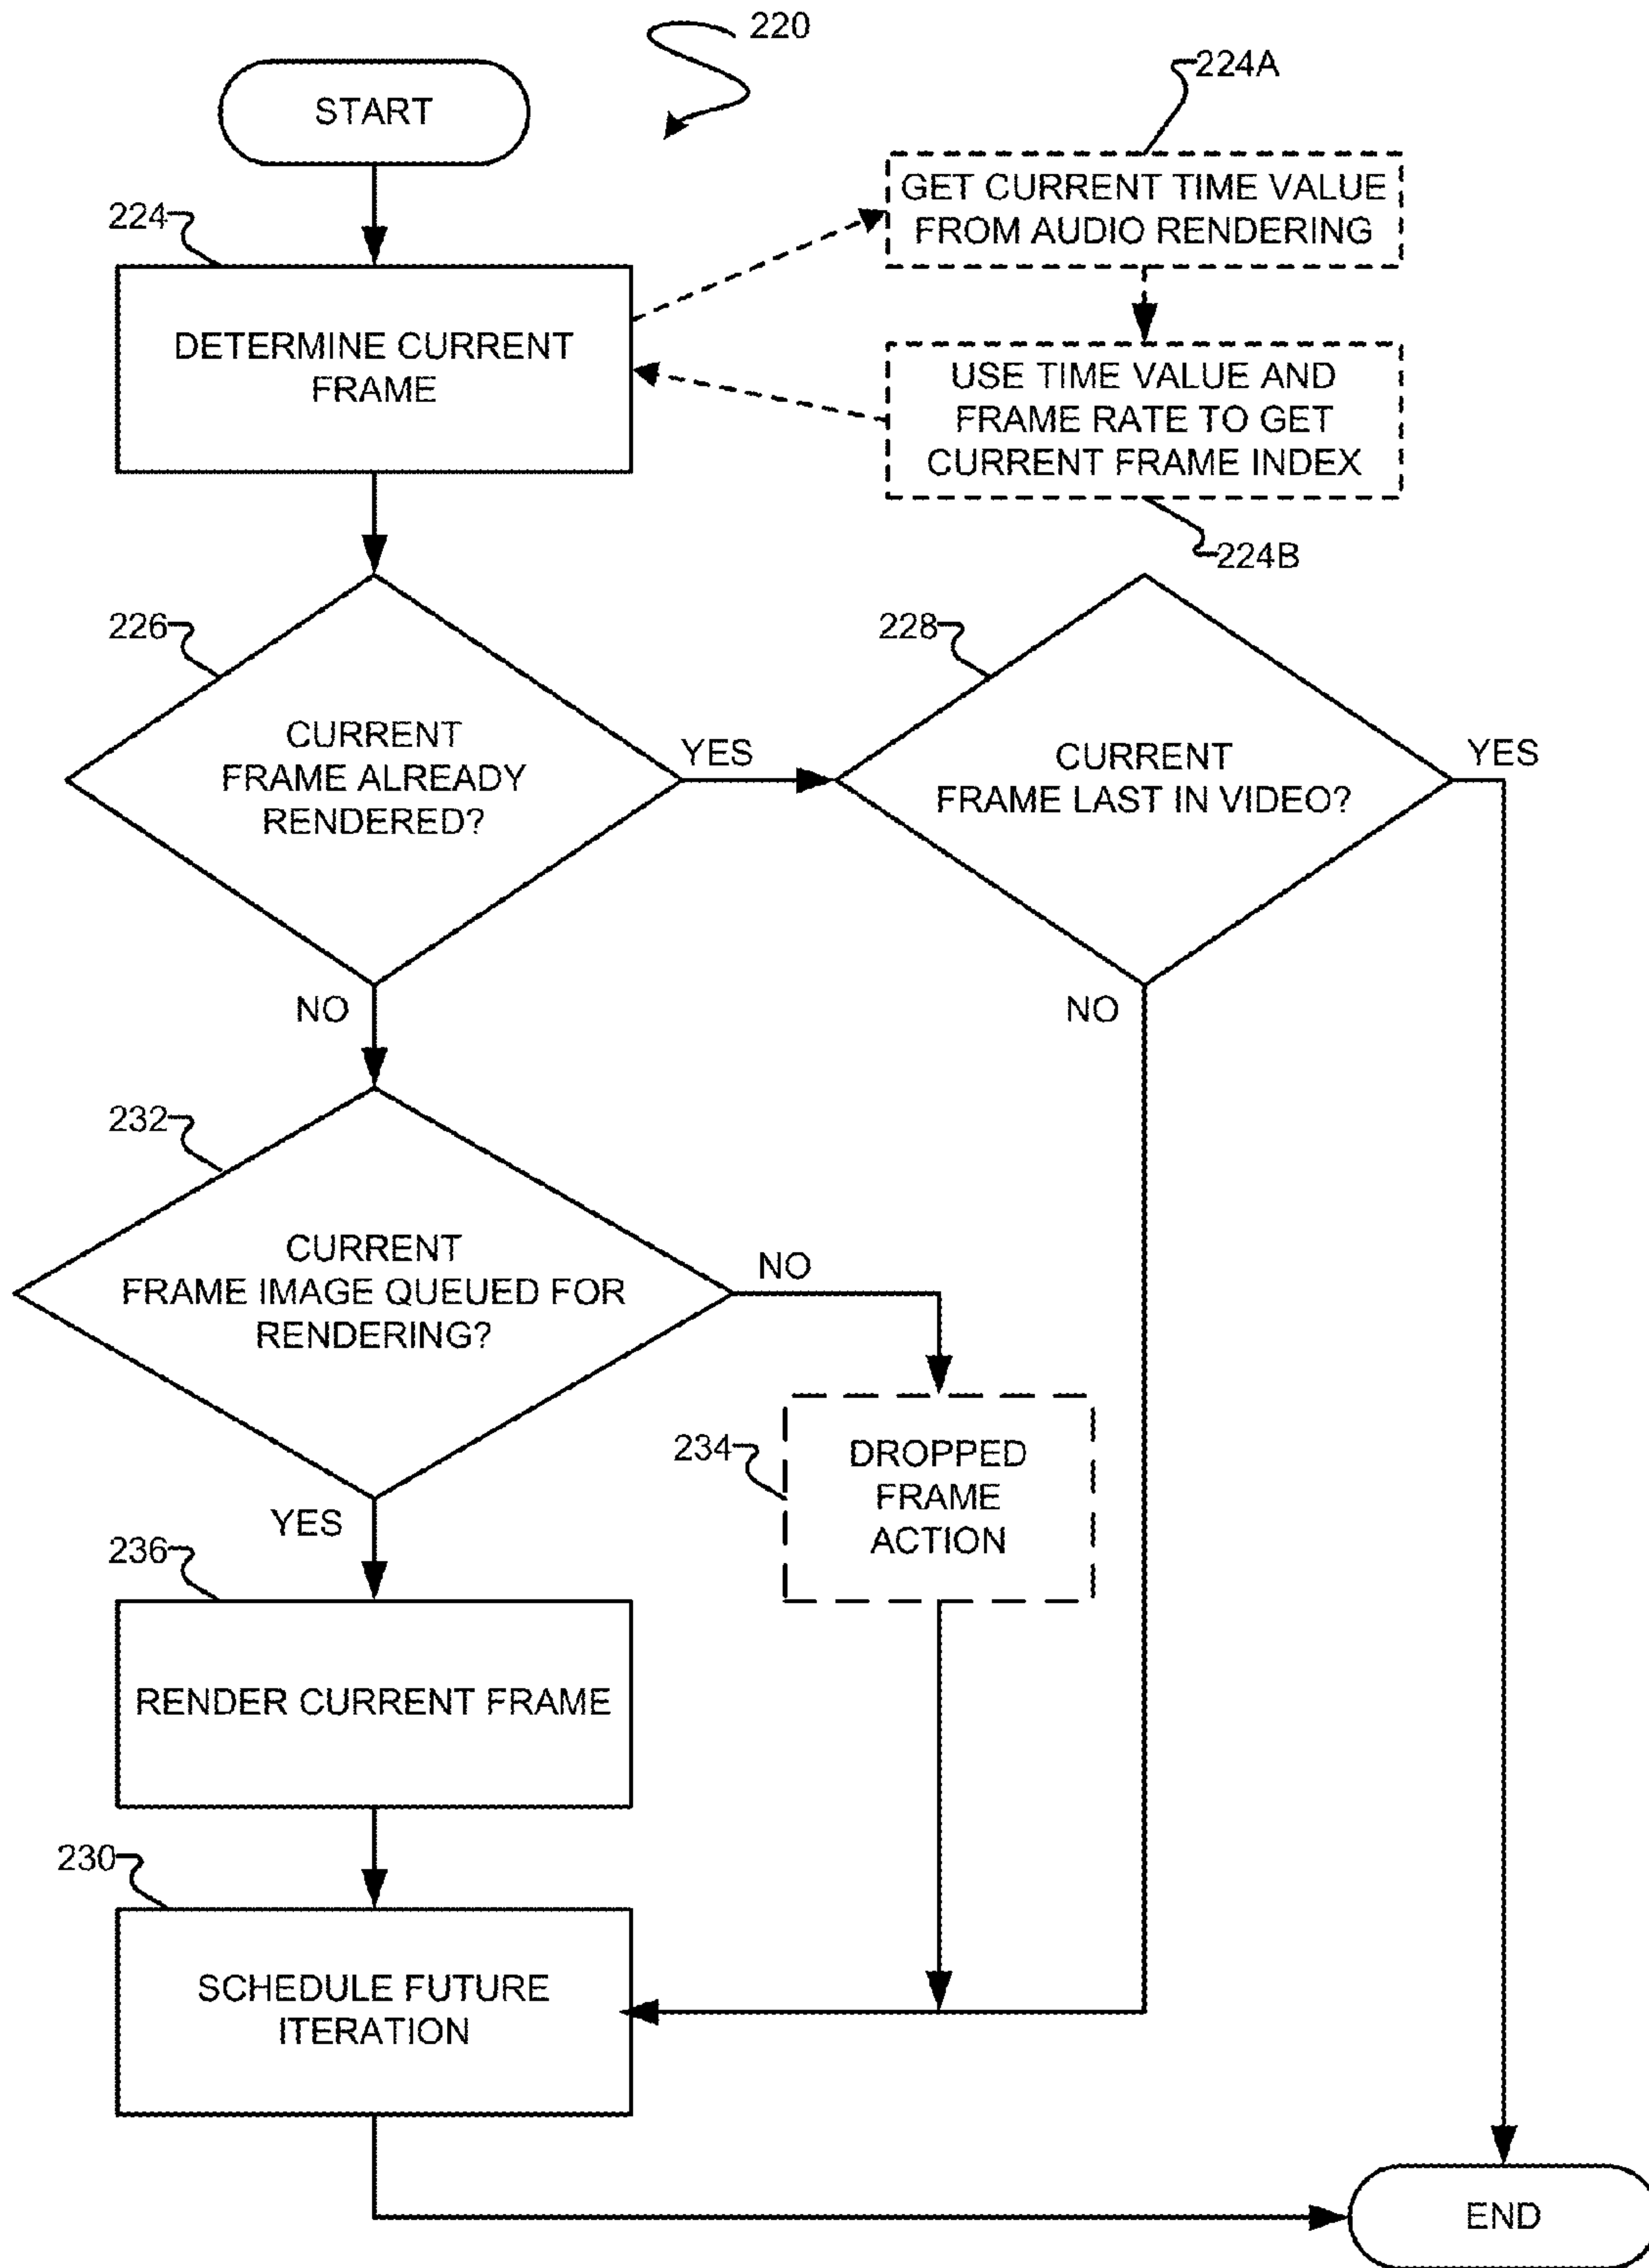 220
START
224A
GET CURRENT TIME VALUE
FROM AUDIO RENDERING
224
DETERMINE CURRENT
FRAME
USE TIME VALUE AND
FRAME RATE TO GET
CURRENT FRAME INDEX
224B
226
CURRENT
FRAME ALREADY
RENDERED?
YES
NO
228
CURRENT
FRAME LAST IN VIDEO?
YES
NO
232
CURRENT
FRAME IMAGE QUEUED FOR
RENDERING?
NO
YES
234
DROPPED
FRAME
ACTION
236
RENDER CURRENT FRAME
230
SCHEDULE FUTURE
ITERATION
END